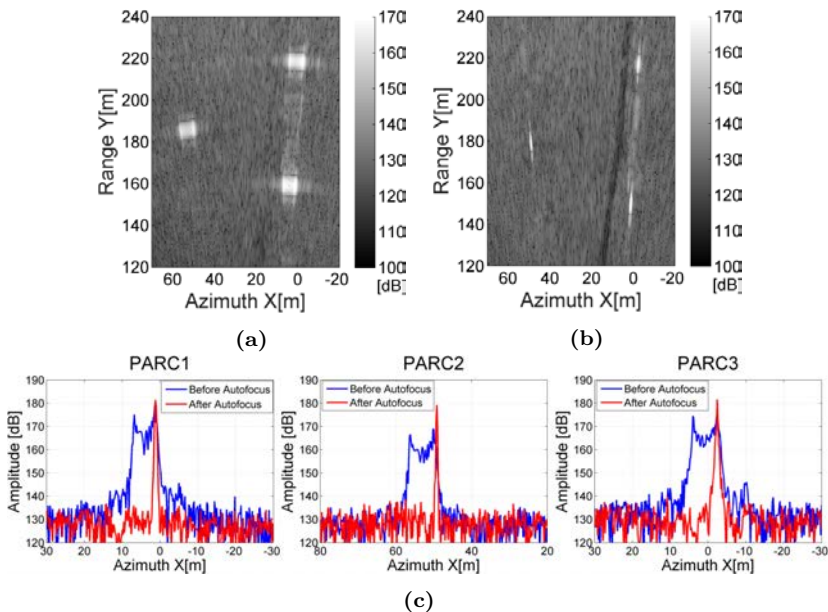 240
220
200
180
160
140
120
Range Y[m]
60 40 20 0 -20
Azimuth X[m]
170
160
150
140
130
120
110
100
[dB]
(a)
240
220
200
180
160
140
120
Range Y[m]
60 40 20 0 -20
Azimuth X[m]
170
160
150
140
130
120
110
100
[dB]
(b)
PARC1
Before Autofocus
After Autofocus
190
180
170
160
150
140
130
120
Amplitude [dB]
30 20 10 0 -10 -20 -30
Azimuth X[m]
PARC2
Before Autofocus
After Autofocus
190
180
170
160
150
140
130
120
Amplitude [dB]
80 60 40 20
Azimuth X[m]
PARC3
Before Autofocus
After Autofocus
190
180
170
160
150
140
130
120
Amplitude [dB]
30 20 10 0 -10 -20 -30
Azimuth X[m]
(c)